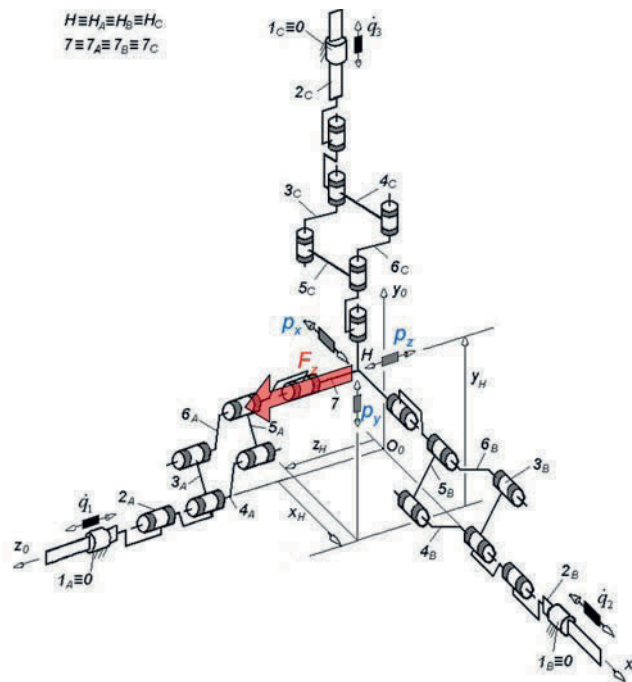 H≡H_A≡H_B≡H_C
7≡7_A≡7_B≡7_C
1_C≡0
q̇_3
2_C
3_C
4_C
5_C
6_C
y_0
p_x
p_z
F_z
H
7
p_y
y_H
6_A
5_A
z_H
O_0
6_B
3_B
3_A
5_B
x_H
q̇_1
2_A
4_A
4_B
z_0
1_A≡0
2_B
q̇_2
1_B≡0
x